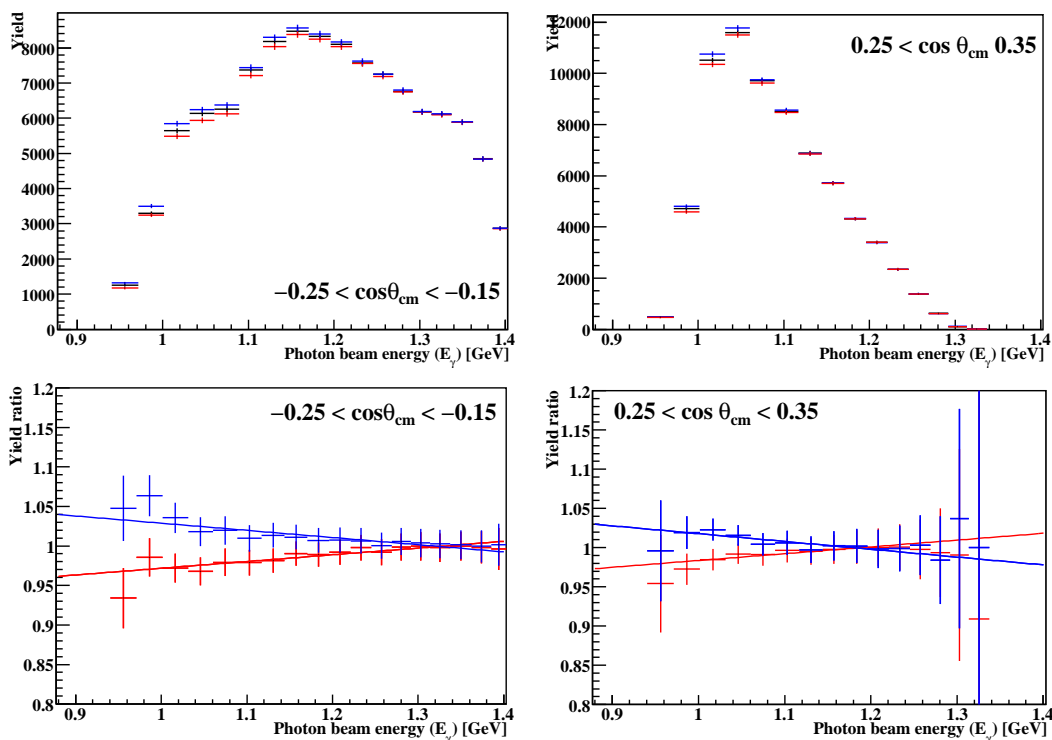 Yield
8000
7000
6000
5000
4000
3000
2000
1000
0
−0.25 < cosθcm < −0.15
0.9 1 1.1 1.2 1.3 1.4
Photon beam energy (Eγ) [GeV]
Yield
12000
10000
8000
6000
4000
2000
0
0.25 < cos θcm 0.35
0.9 1 1.1 1.2 1.3 1.4
Photon beam energy (Eγ) [GeV]
Yield ratio
1.2
1.15
1.1
1.05
1
0.95
0.9
0.85
0.8
−0.25 < cosθcm < −0.15
0.9 1 1.1 1.2 1.3 1.4
Photon beam energy (Eγ) [GeV]
Yield ratio
1.2
1.15
1.1
1.05
1
0.95
0.9
0.85
0.8
0.25 < cos θcm < 0.35
0.9 1 1.1 1.2 1.3 1.4
Photon beam energy (Eγ) [GeV]